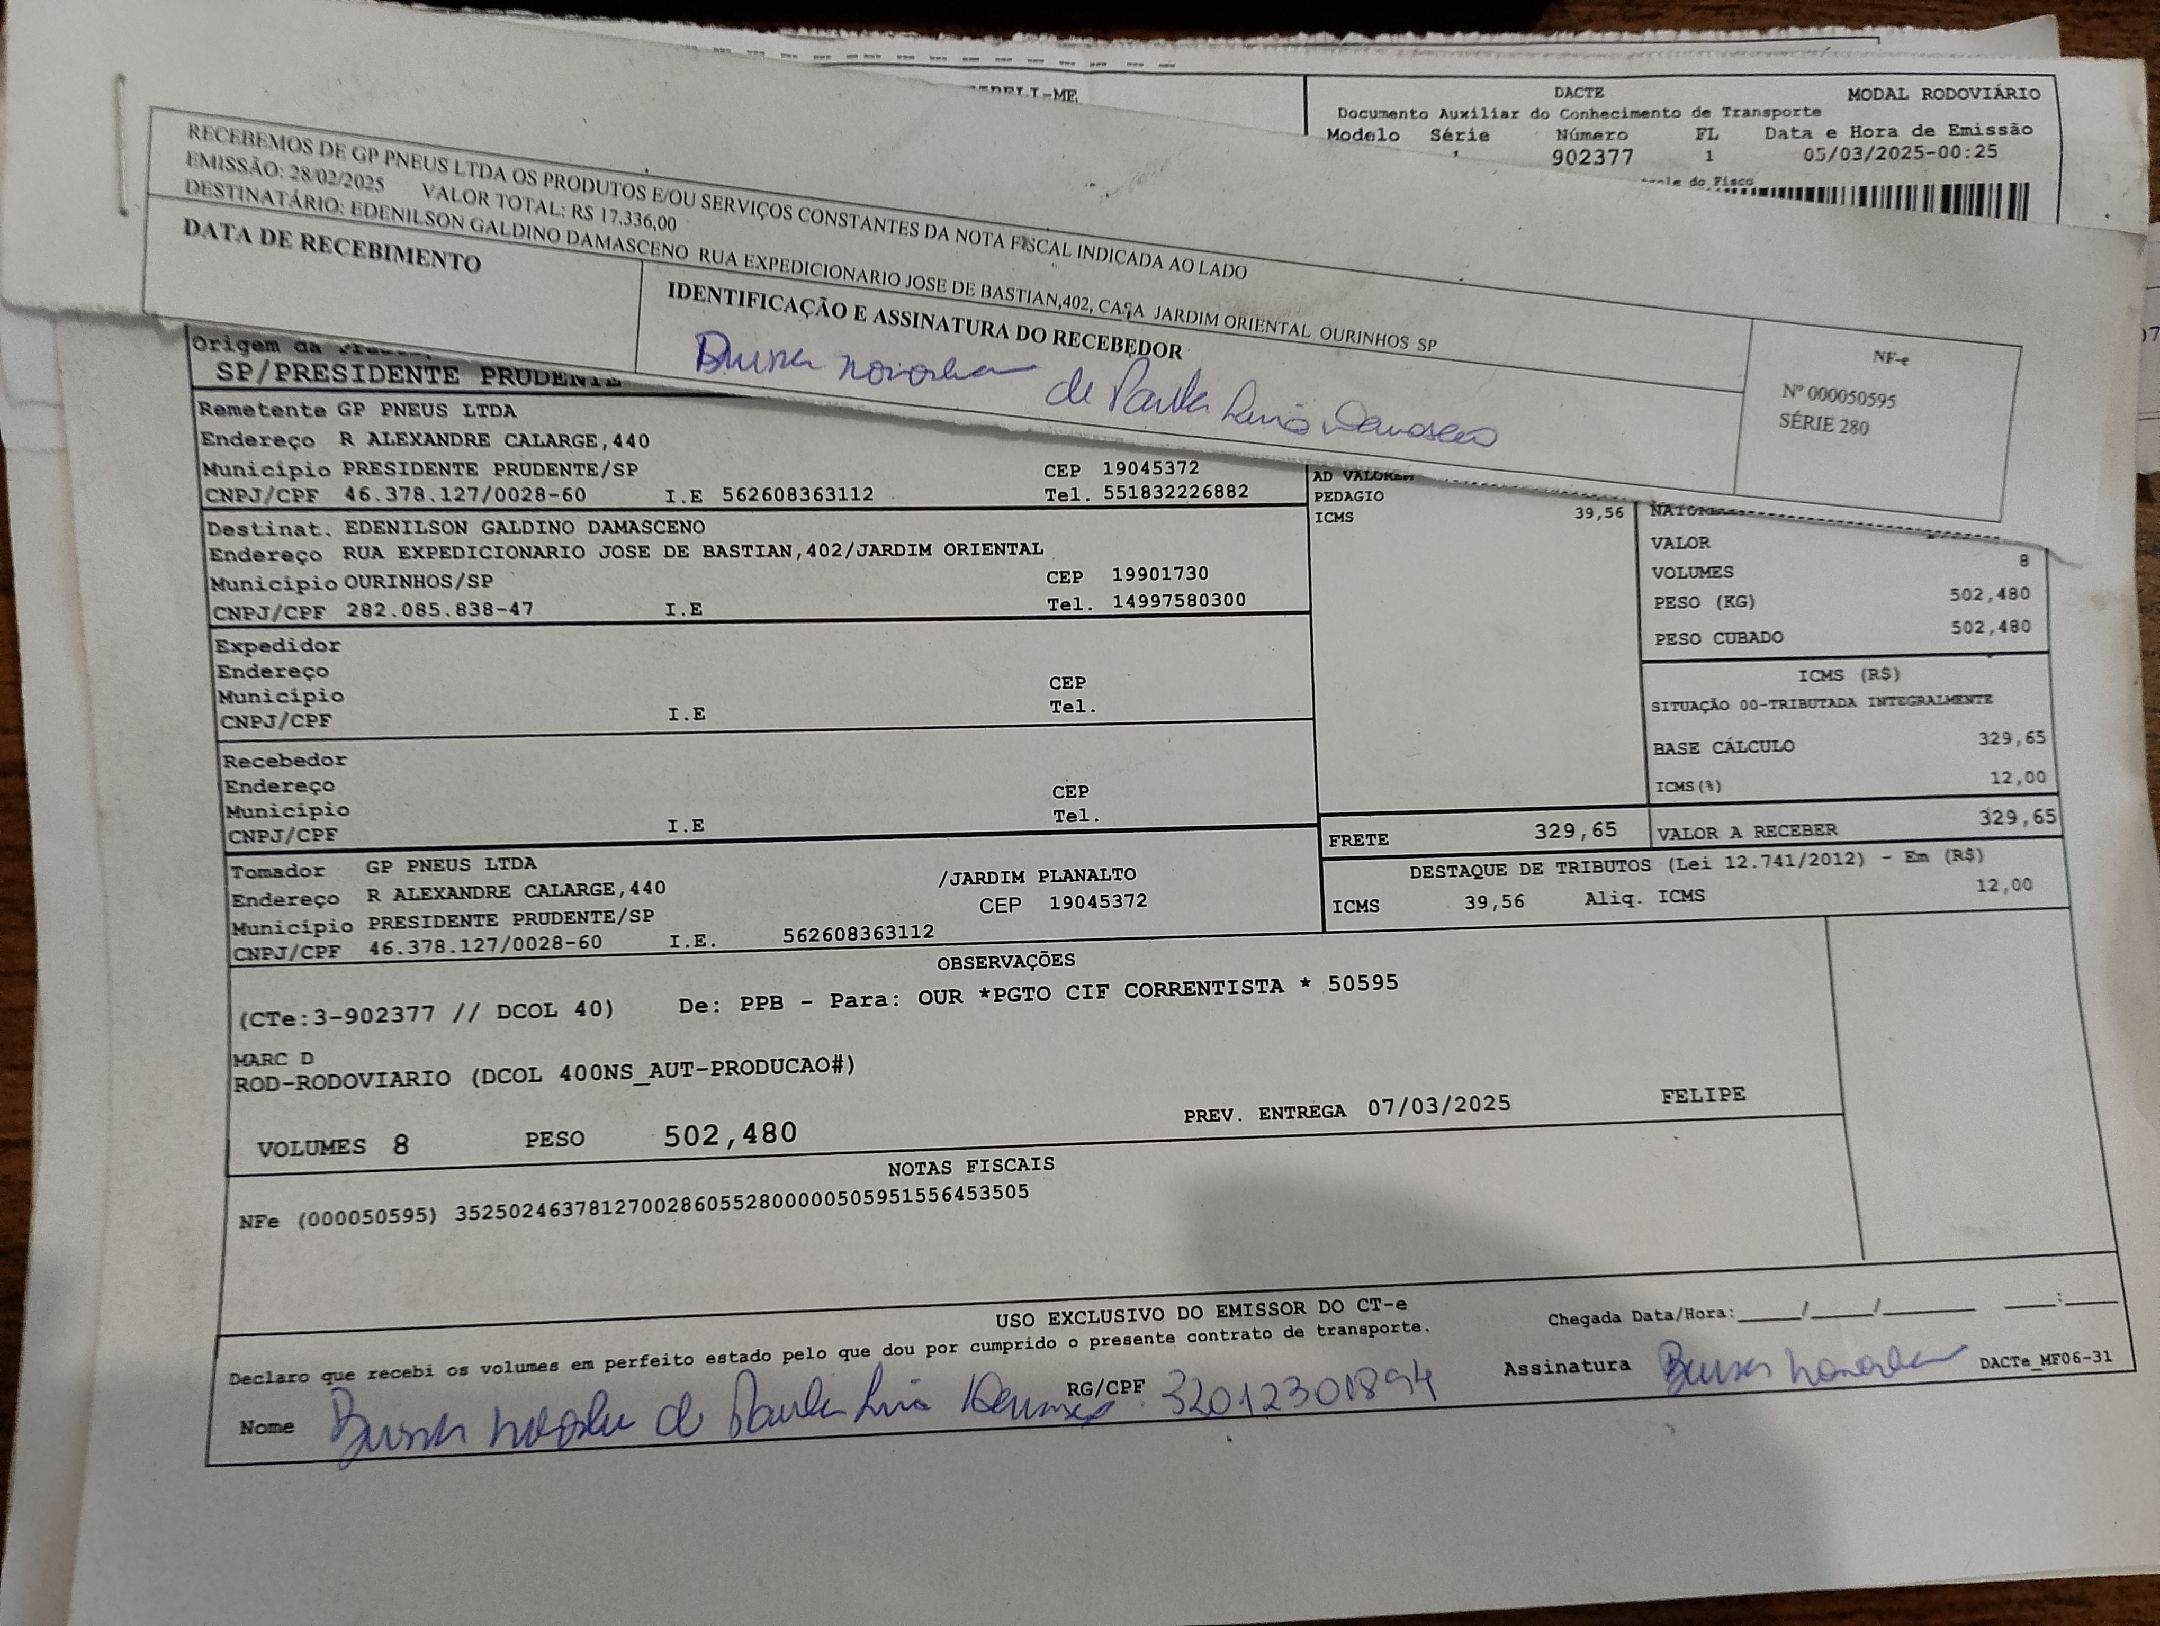 DACTE
MODAL RODOVIÁRIO
Documento Auxiliar do Conhecimento de Transporte
Modelo Série Número FL Data e Hora de Emissão
902377 1 05/03/2025-00:25
do Fisco
RECEBEMOS DE GP PNEUS LTDA OS PRODUTOS E/OU SERVIÇOS CONSTANTES DA NOTA FISCAL INDICADA AO LADO
EMISSÃO: 28/02/2025 VALOR TOTAL: R$ 17.336,00
DESTINATÁRIO: EDENILSON GALDINO DAMASCENO RUA EXPEDICIONARIO JOSE DE BASTIAN,402, CASA JARDIM ORIENTAL OURINHOS SP
DATA DE RECEBIMENTO
IDENTIFICAÇÃO E ASSINATURA DO RECEBEDOR
de Paula
NF-e
Nº 000050595
SÉRIE 280
Origem da
SP/PRESIDENTE PRUDENTE
Remetente GP PNEUS LTDA
Endereço R ALEXANDRE CALARGE,440
Município PRESIDENTE PRUDENTE/SP CEP 19045372
CNPJ/CPF 46.378.127/0028-60 I.E 562608363112 Tel. 551832226882
Destinat. EDENILSON GALDINO DAMASCENO
Endereço RUA EXPEDICIONARIO JOSE DE BASTIAN,402/JARDIM ORIENTAL
Município OURINHOS/SP CEP 19901730
CNPJ/CPF 282.085.838-47 I.E Tel. 14997580300
Expedidor
Endereço
Município CEP
CNPJ/CPF I.E Tel.
Recebedor
Endereço
Município CEP
CNPJ/CPF I.E Tel.
Tomador GP PNEUS LTDA
Endereço R ALEXANDRE CALARGE,440 /JARDIM PLANALTO
Município PRESIDENTE PRUDENTE/SP CEP 19045372
CNPJ/CPF 46.378.127/0028-60 I.E. 562608363112
AD VALOREM
PEDAGIO
ICMS 39,56
VALOR
VOLUMES 8
PESO (KG) 502,480
PESO CUBADO 502,480
ICMS (R$)
SITUAÇÃO 00-TRIBUTADA INTEGRALMENTE
BASE CÁLCULO 329,65
ICMS(%) 12,00
FRETE 329,65 VALOR A RECEBER 329,65
DESTAQUE DE TRIBUTOS (Lei 12.741/2012) - Em (R$)
ICMS 39,56 Aliq. ICMS 12,00
OBSERVAÇÕES
(CTe:3-902377 // DCOL 40) De: PPB - Para: OUR *PGTO CIF CORRENTISTA * 50595
MARC D
ROD-RODOVIARIO (DCOL 400NS_AUT-PRODUCAO#)
VOLUMES 8 PESO 502,480 PREV. ENTREGA 07/03/2025 FELIPE
NOTAS FISCAIS
NFe (000050595) 35250246378127002860552800000505951556453505
USO EXCLUSIVO DO EMISSOR DO CT-e
Declaro que recebi os volumes em perfeito estado pelo que dou por cumprido o presente contrato de transporte.
Chegada Data/Hora:____/____/______ ___:____
Nome RG/CPF 32012301894 Assinatura DACTe_MF06-31